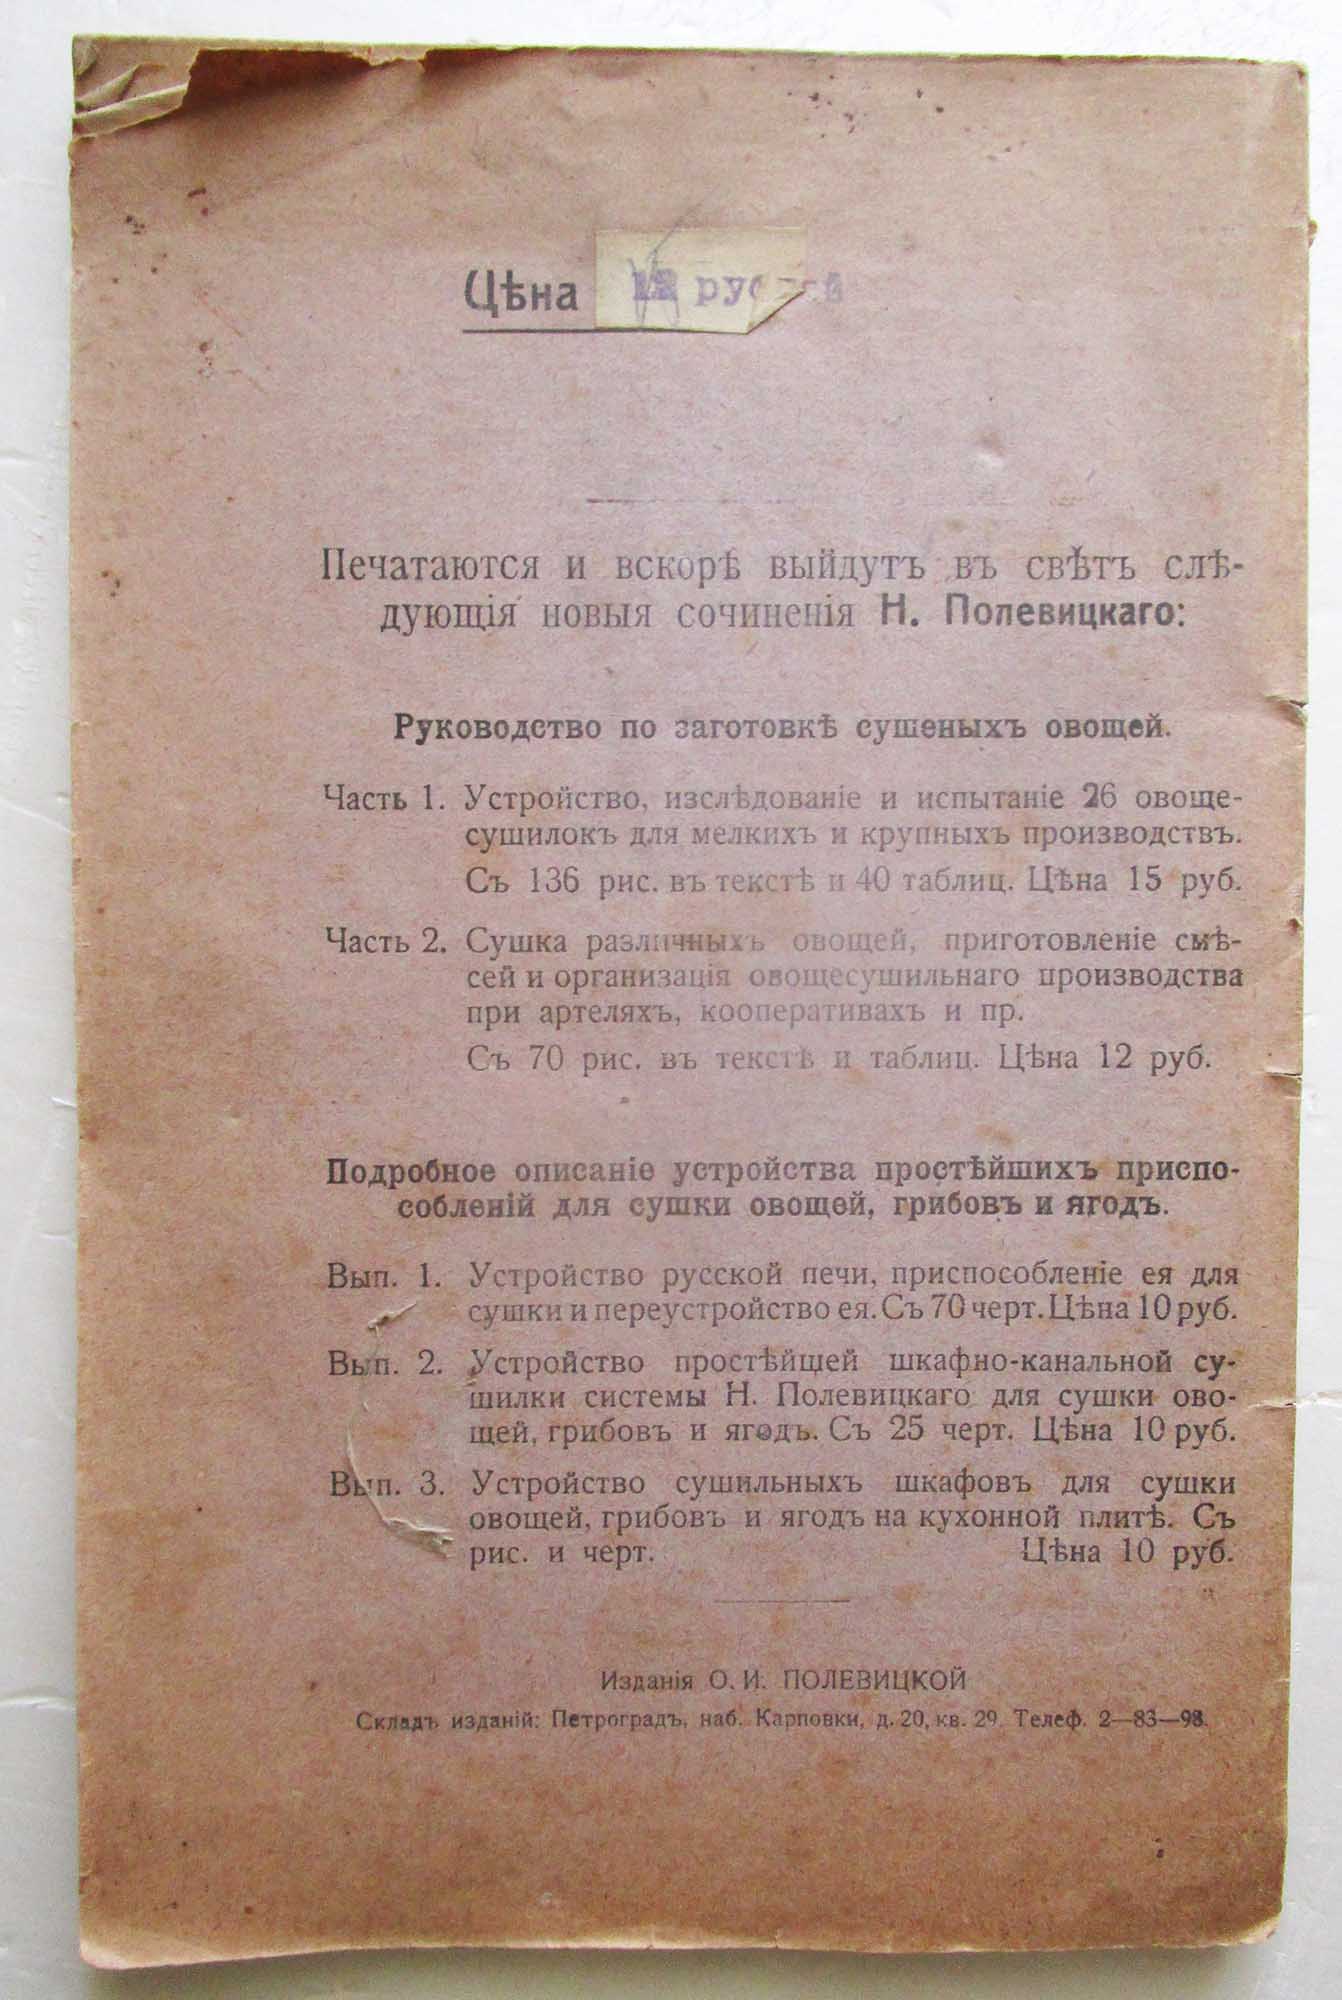 Цѣна рублей
Печатаются и вскорѣ выйдутъ въ свѣтъ слѣ-
дующія новыя сочиненія Н. Полевицкаго:
Руководство по заготовкѣ сушеныхъ овощей.
Часть 1. Устройство, изслѣдованіе и испытаніе 26 овоще-
сушилокъ для мелкихъ и крупныхъ производствъ.
Съ 136 рис. въ текстѣ и 40 таблиц. Цѣна 15 руб.
Часть 2. Сушка различныхъ овощей, приготовленіе смѣ-
сей и организація овощесушильнаго производства
при артеляхъ, кооперативахъ и пр.
Съ 70 рис. въ текстѣ и таблиц. Цѣна 12 руб.
Подробное описаніе устройства простѣйшихъ приспо-
собленій для сушки овощей, грибовъ и ягодъ.
Вып. 1. Устройство русской печи, приспособленіе ея для
сушки и переустройство ея. Съ 70 черт. Цѣна 10 руб.
Вып. 2. Устройство простѣйщей шкафно-канальной су-
шилки системы Н. Полевицкаго для сушки ово-
щей, грибовъ и ягодъ. Съ 25 черт. Цѣна 10 руб.
Вып. 3. Устройство сушильныхъ шкафовъ для сушки
овощей, грибовъ и ягодъ на кухонной плитѣ. Съ
рис. и черт. Цѣна 10 руб.
Изданія О. И. ПОЛЕВИЦКОЙ
Складъ изданій: Петроградъ, наб. Карповки, д. 20, кв. 29. Телеф. 2—83—98.